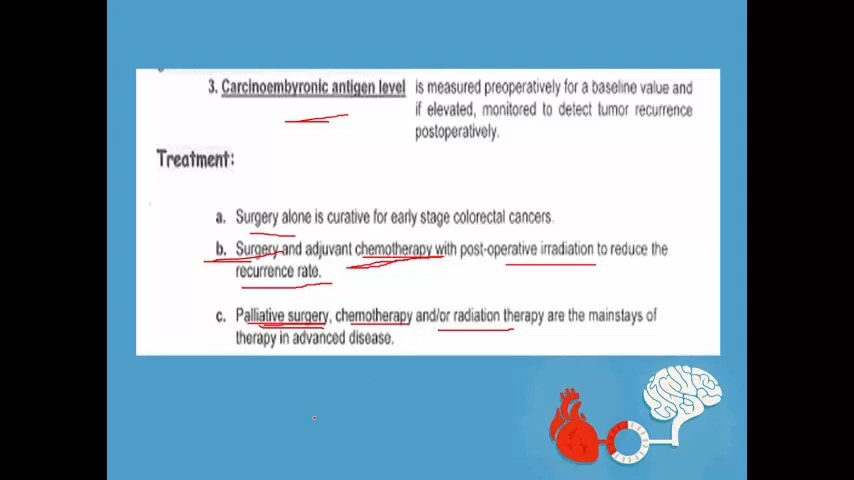 3. Carcinoembyronic antigen level is measured preoperatively for a baseline value and
if elevated, monitored to detect tumor recurrence
postoperatively.
Treatment:
a. Surgery alone is curative for early stage colorectal cancers.
b. Surgery and adjuvant chemotherapy with post-operative irradiation to reduce the
recurrence rate.
c. Palliative surgery, chemotherapy and/or radiation therapy are the mainstays of
therapy in advanced disease.